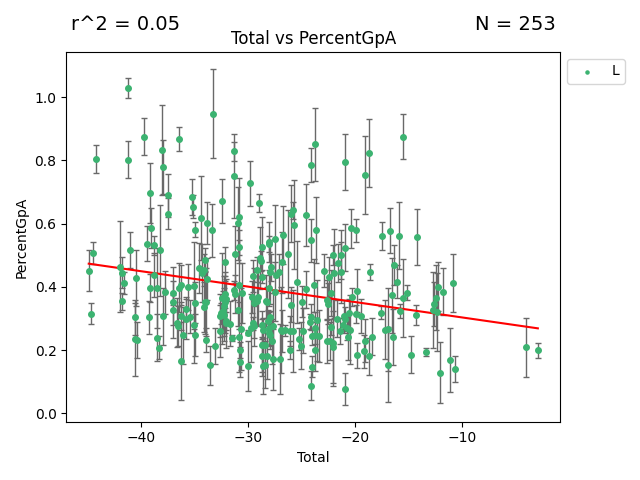 r^2 = 0.05 N = 253
Total vs PercentGpA
L
PercentGpA
1.0
0.8
0.6
0.4
0.2
0.0
−40 −30 −20 −10
Total